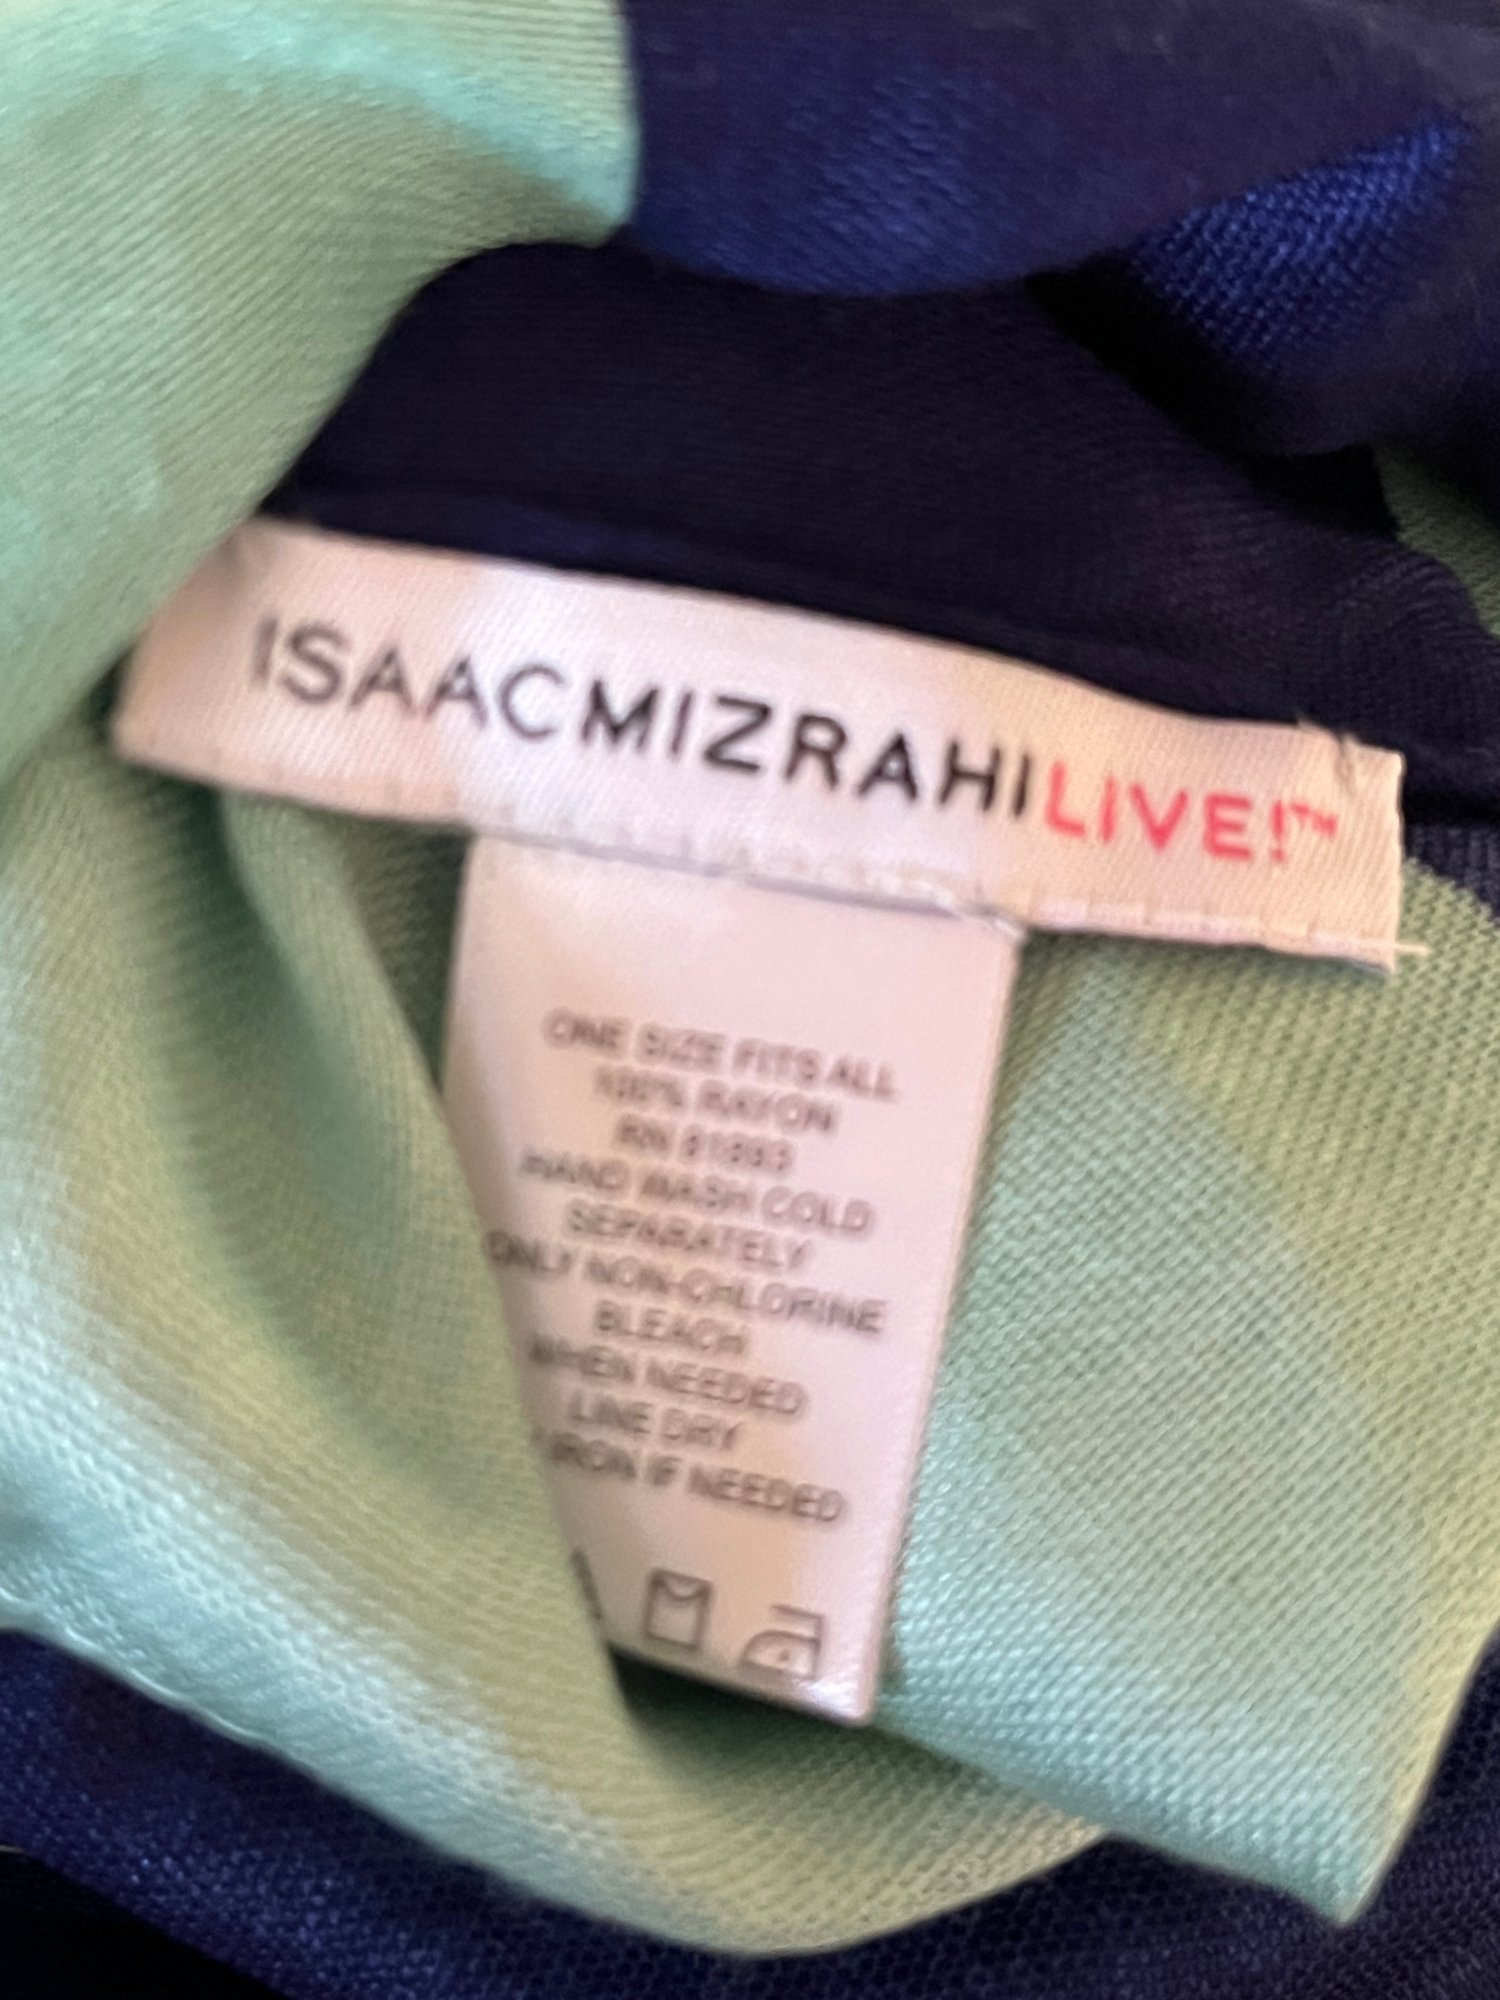 ISAACMIZRAHILIVE!™
ONE SIZE FITS ALL
100% RAYON
RN
HAND WASH COLD
SEPARATELY
ONLY NON-CHLORINE
BLEACH
WHEN NEEDED
LINE DRY
IRON IF NEEDED